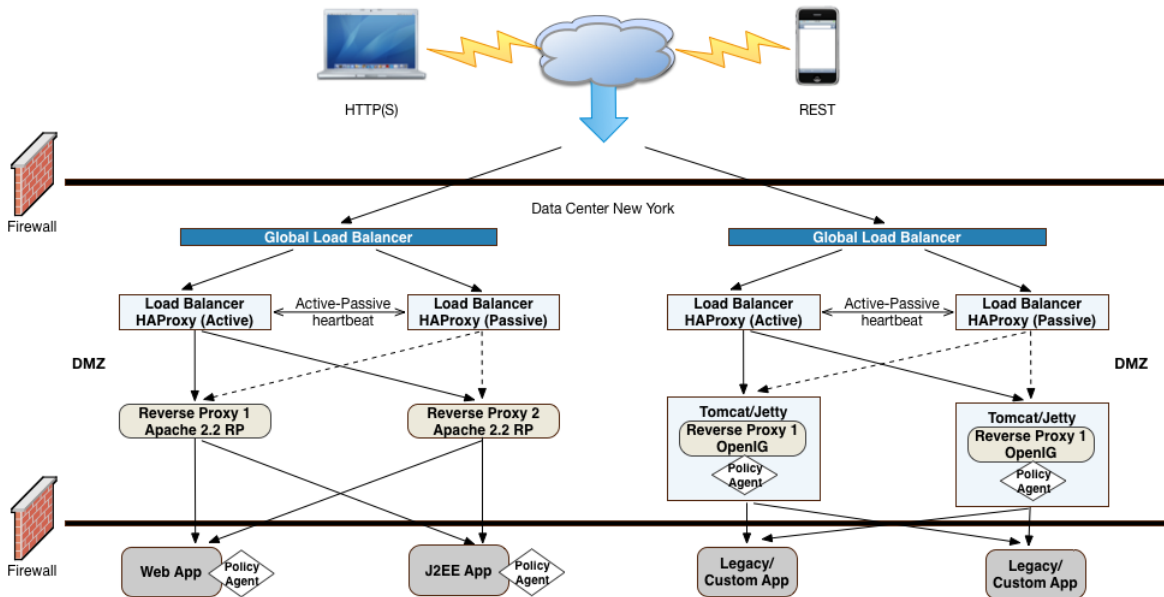 HTTP(S)
REST
Firewall
Data Center New York
Global Load Balancer
Global Load Balancer
Load Balancer
HAProxy (Active)
Active-Passive
heartbeat
Load Balancer
HAProxy (Passive)
Load Balancer
HAProxy (Active)
Active-Passive
heartbeat
Load Balancer
HAProxy (Passive)
DMZ
DMZ
Reverse Proxy 1
Apache 2.2 RP
Reverse Proxy 2
Apache 2.2 RP
Tomcat/Jetty
Reverse Proxy 1
OpenIG
Policy
Agent
Tomcat/Jetty
Reverse Proxy 1
OpenIG
Policy
Agent
Firewall
Web App
Policy
Agent
J2EE App
Policy
Agent
Legacy/
Custom App
Legacy/
Custom App